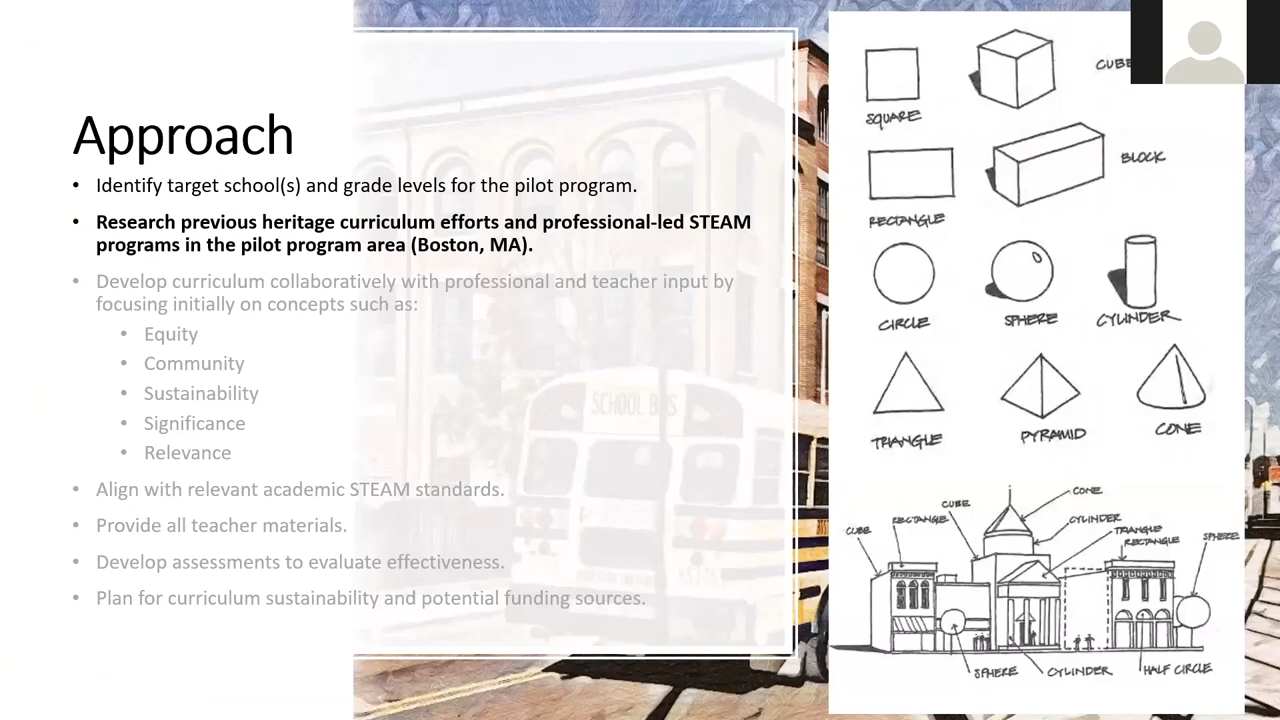 Approach
• Identify target school(s) and grade levels for the pilot program.
• Research previous heritage curriculum efforts and professional-led STEAM
programs in the pilot program area (Boston, MA).
• Develop curriculum collaboratively with professional and teacher input by
focusing initially on concepts such as:
• Equity
• Community
• Sustainability
• Significance
• Relevance
• Align with relevant academic STEAM standards.
• Provide all teacher materials.
• Develop assessments to evaluate effectiveness.
• Plan for curriculum sustainability and potential funding sources.
SCHOOL BUS
SQUARE
CUBE
RECTANGLE
BLOCK
CIRCLE
SPHERE
CYLINDER
TRIANGLE
PYRAMID
CONE
CUBE
RECTANGLE
CUBE
CONE
CYLINDER
TRIANGLE
RECTANGLE
SPHERE
SPHERE
CYLINDER
HALF CIRCLE